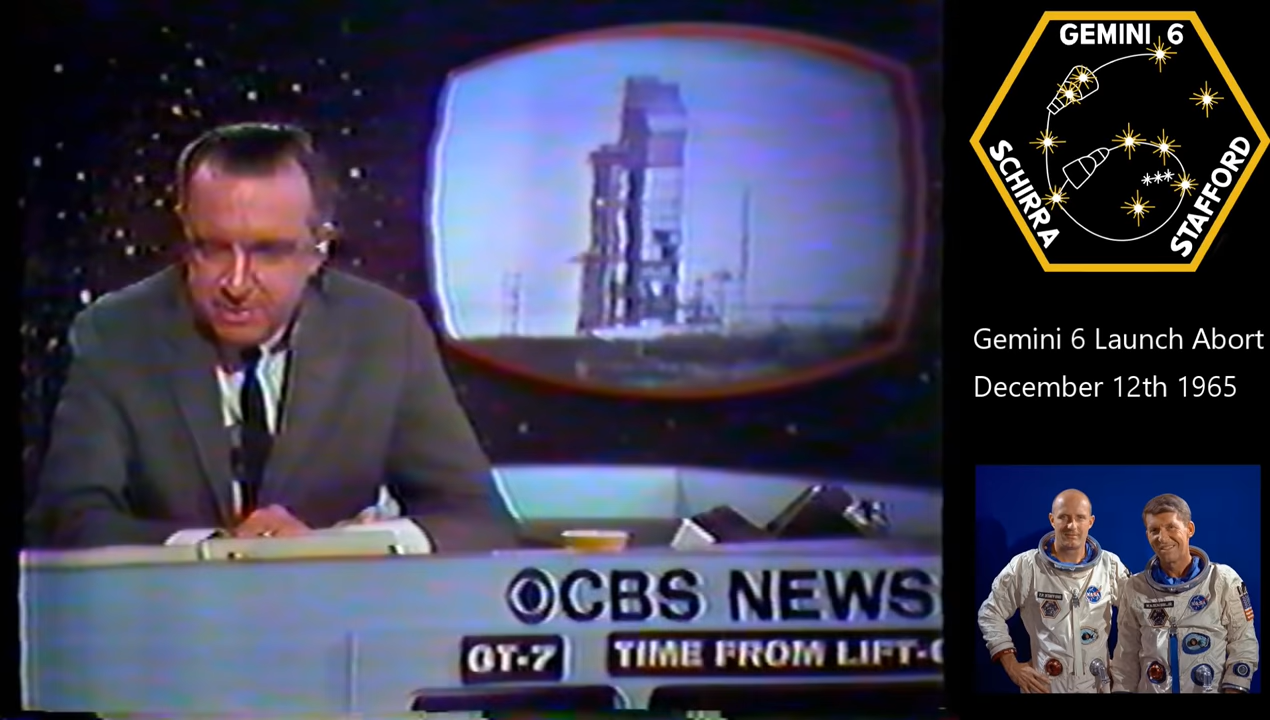 CBS NEWS
GT-7
TIME FROM LIFT-O
GEMINI 6
SCHIRRA
STAFFORD
Gemini 6 Launch Abort
December 12th 1965